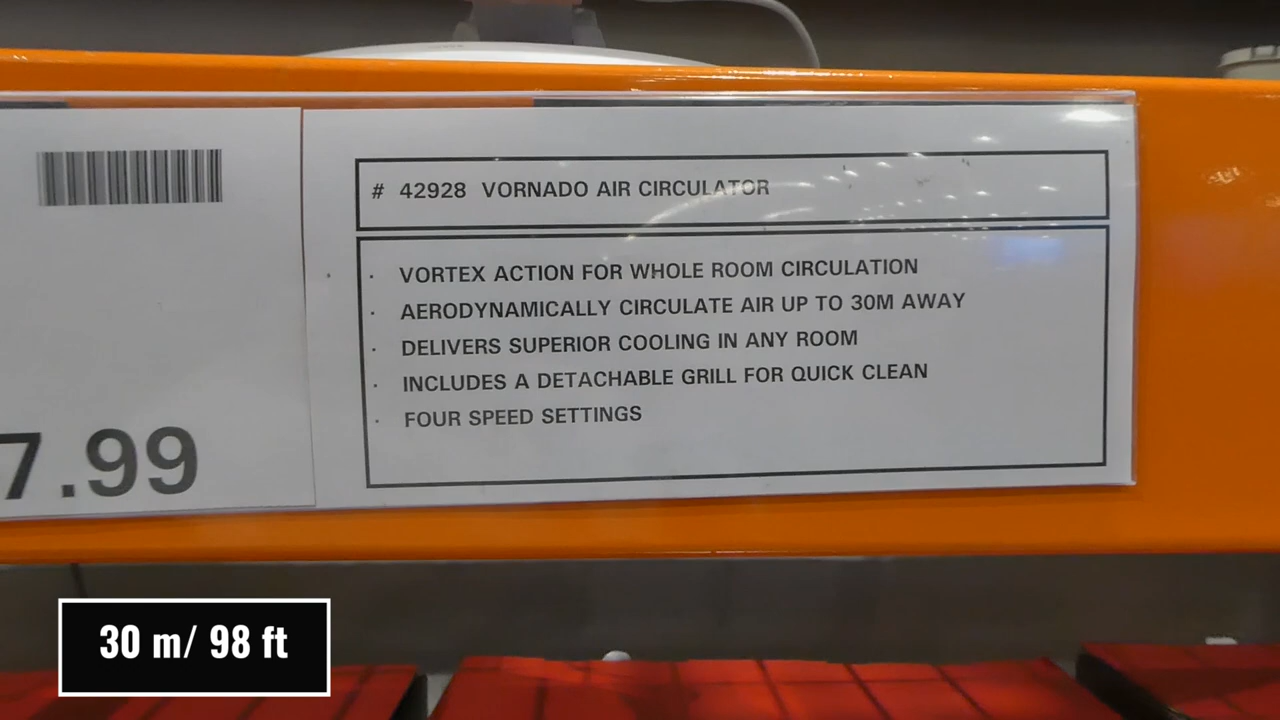 # 42928 VORNADO AIR CIRCULATOR
· VORTEX ACTION FOR WHOLE ROOM CIRCULATION
· AERODYNAMICALLY CIRCULATE AIR UP TO 30M AWAY
· DELIVERS SUPERIOR COOLING IN ANY ROOM
· INCLUDES A DETACHABLE GRILL FOR QUICK CLEAN
· FOUR SPEED SETTINGS
7.99
30 m/ 98 ft